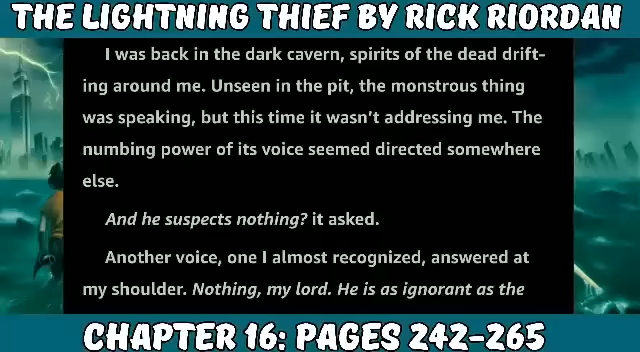 THE LIGHTNING THIEF BY RICK RIORDAN
I was back in the dark cavern, spirits of the dead drift-
ing around me. Unseen in the pit, the monstrous thing
was speaking, but this time it wasn't addressing me. The
numbing power of its voice seemed directed somewhere
else.
And he suspects nothing? it asked.
Another voice, one I almost recognized, answered at
my shoulder. Nothing, my lord. He is as ignorant as the
CHAPTER 16: PAGES 242-265